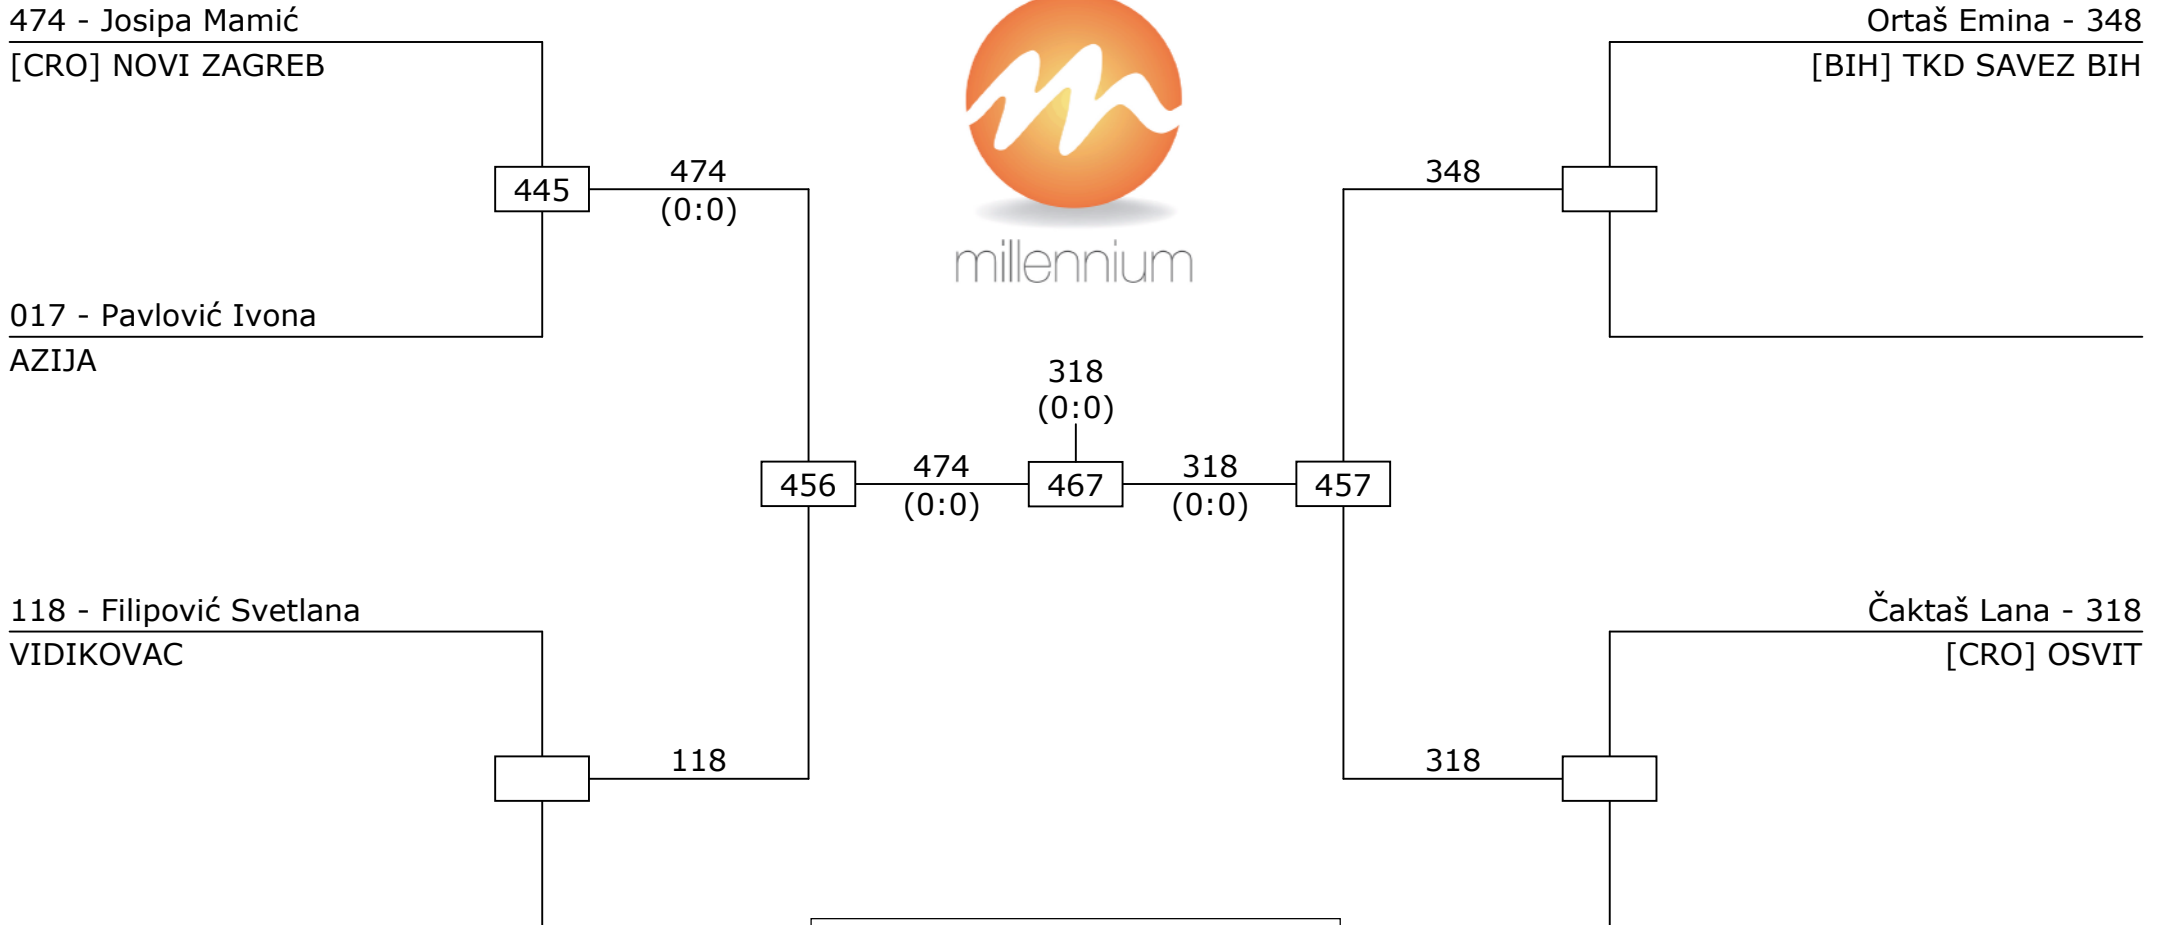 474 - Josipa Mamić
[CRO] NOVI ZAGREB
Ortaš Emina - 348
[BIH] TKD SAVEZ BIH
445
474
(0:0)
millennium
348
017 - Pavlović Ivona
AZIJA
318
(0:0)
456
474
(0:0)
467
318
(0:0)
457
118 - Filipović Svetlana
VIDIKOVAC
Čaktaš Lana - 318
[CRO] OSVIT
118
318